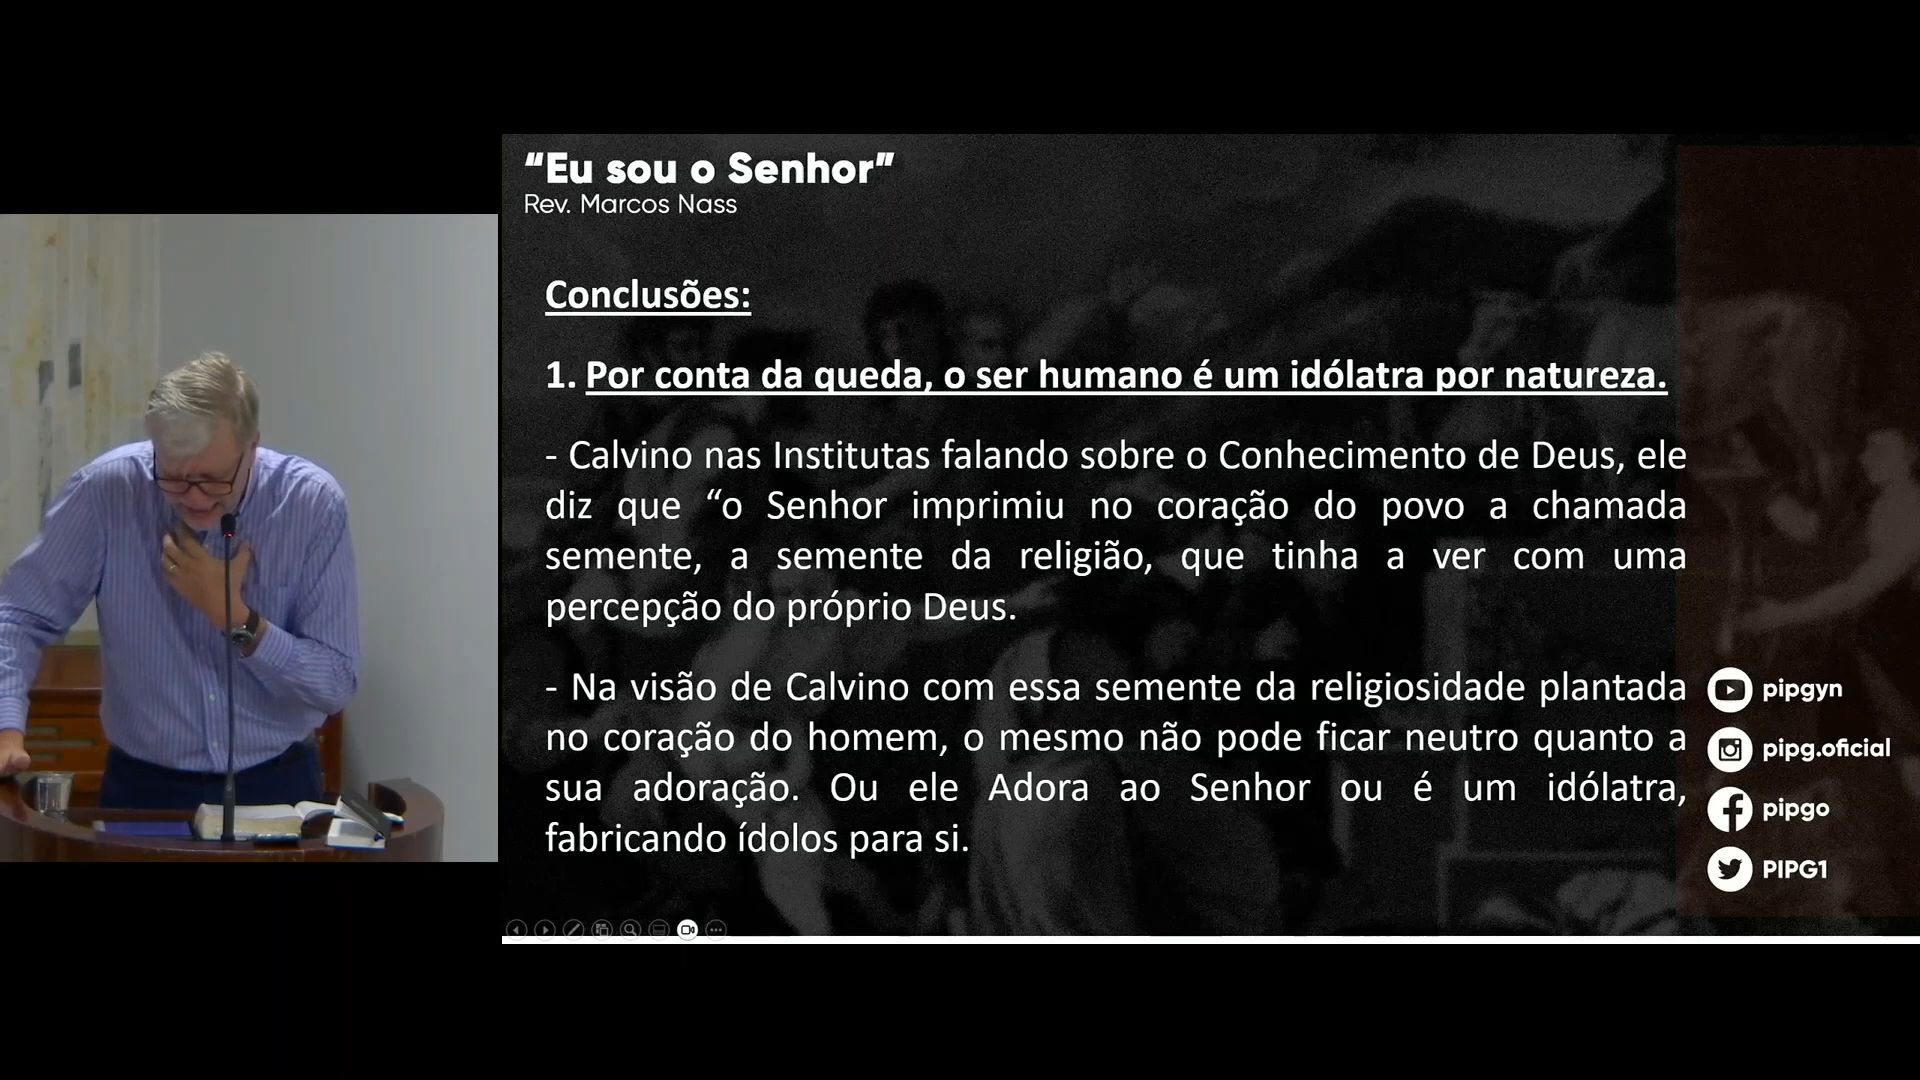 “Eu sou o Senhor”
Rev. Marcos Nass
Conclusões:
1. Por conta da queda, o ser humano é um idólatra por natureza.
- Calvino nas Institutas falando sobre o Conhecimento de Deus, ele
diz que “o Senhor imprimiu no coração do povo a chamada
semente, a semente da religião, que tinha a ver com uma
percepção do próprio Deus.
- Na visão de Calvino com essa semente da religiosidade plantada
no coração do homem, o mesmo não pode ficar neutro quanto a
sua adoração. Ou ele Adora ao Senhor ou é um idólatra,
fabricando ídolos para si.
pipgyn
pipg.oficial
pipgo
PIPG1